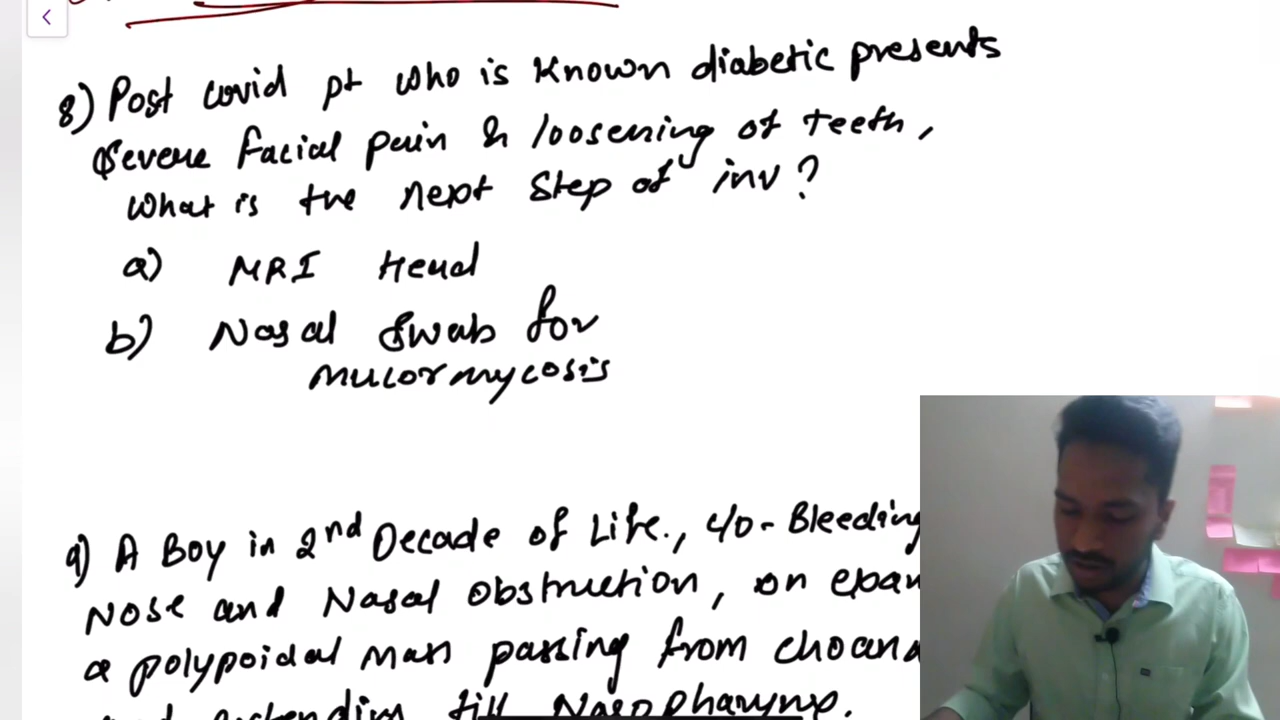 8) Post covid pt who is known diabetic presents
severe facial pain & loosening of teeth,
what is the next step of inv?
a) MRI Head
b) Nasal swab for
mucormycosis
9) A Boy in 2nd Decade of Life., c/o - Bleeding
Nose and Nasal obstruction, on exam
a polypoidal mass passing from choana
till Nasopharynx.